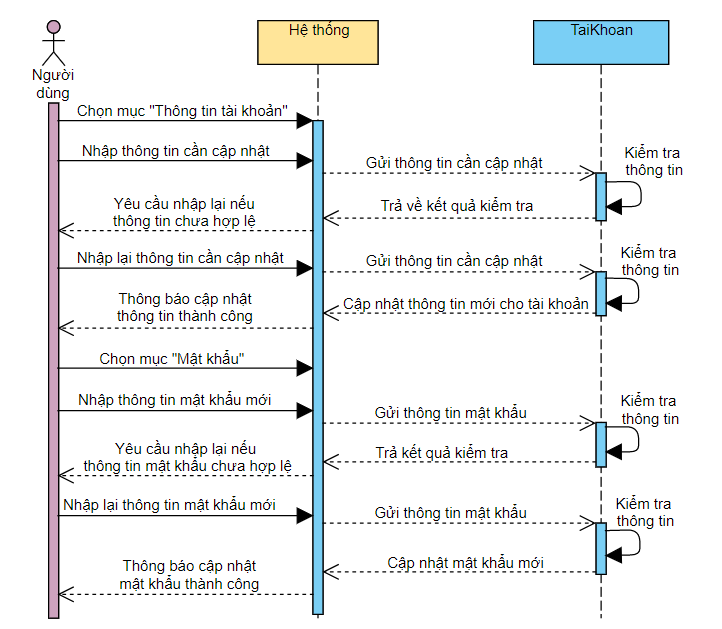 Hệ thống
TaiKhoan
Người
dùng
Chọn mục "Thông tin tài khoản"
Nhập thông tin cần cập nhật
Gửi thông tin cần cập nhật
Kiểm tra
thông tin
Yêu cầu nhập lại nếu
thông tin chưa hợp lệ
Trả về kết quả kiểm tra
Nhập lại thông tin cần cập nhật
Gửi thông tin cần cập nhật
Kiểm tra
thông tin
Thông báo cập nhật
thông tin thành công
Cập nhật thông tin mới cho tài khoản
Chọn mục "Mật khẩu"
Nhập thông tin mật khẩu mới
Gửi thông tin mật khẩu
Kiểm tra
thông tin
Yêu cầu nhập lại nếu
thông tin mật khẩu chưa hợp lệ
Trả kết quả kiểm tra
Nhập lại thông tin mật khẩu mới
Gửi thông tin mật khẩu
Kiểm tra
thông tin
Thông báo cập nhật
mật khẩu thành công
Cập nhật mật khẩu mới